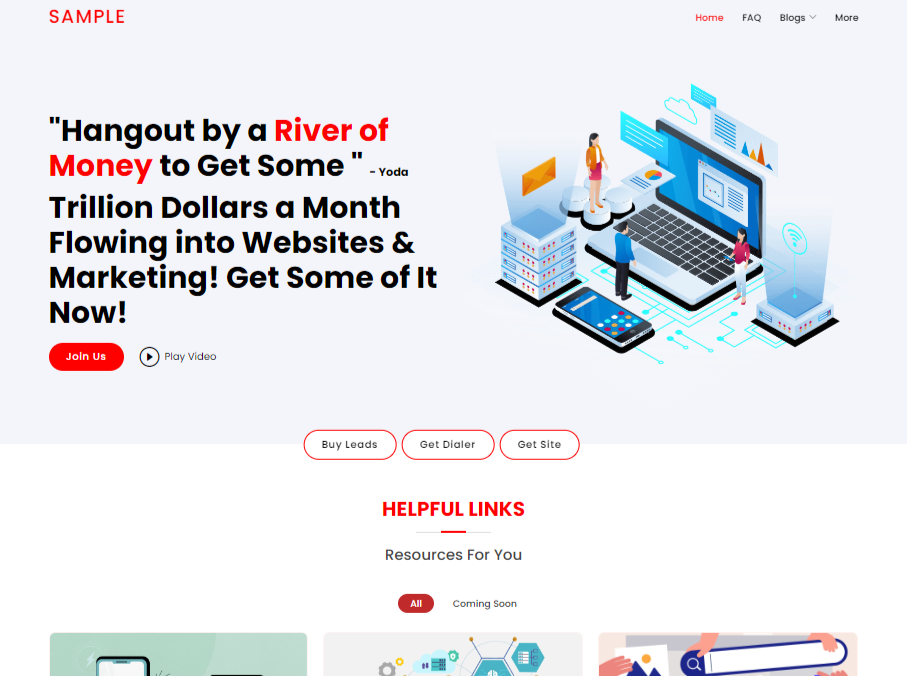 SAMPLE
Home FAQ Blogs More
"Hangout by a River of
Money to Get Some " - Yoda
Trillion Dollars a Month
Flowing into Websites &
Marketing! Get Some of It
Now!
Join Us Play Video
Buy Leads Get Dialer Get Site
HELPFUL LINKS
Resources For You
All Coming Soon